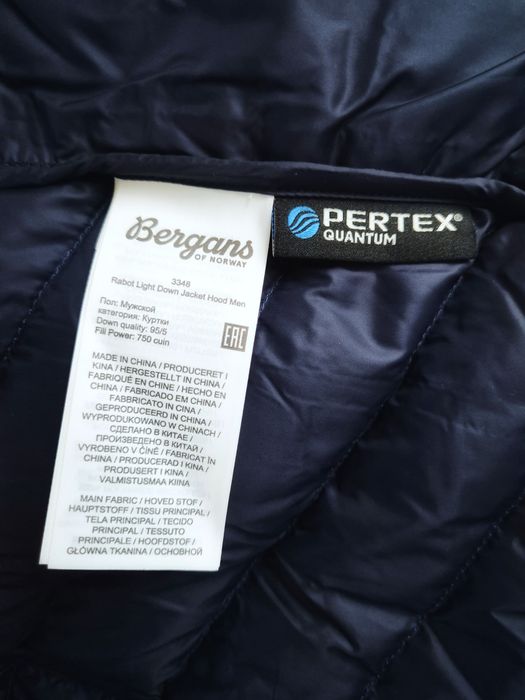 Bergans
OF NORWAY
3348
Rabot Light Down Jacket Hood Men
Пол: Мужской
категория: Куртки
Down quality: 95/5
Fill Power: 750 cuin
EAC
MADE IN CHINA / PRODUCERET I
KINA / HERGESTELLT IN CHINA /
FABRIQUÉ EN CHINE / HECHO EN
CHINA / FABRICADO EM CHINA /
FABBRICATO IN CINA /
GEPRODUCEERD IN CHINA /
WYPRODUKOWANO W CHINACH /
СДЕЛАНО В КИТАЕ /
ПРОИЗВЕДЕНО В КИТАЙ /
VYROBENO V ČÍNĚ / FABRICAT ÎN
CHINA / PRODUCERAD I KINA /
PRODUSERT I KINA /
VALMISTUSMAA KIINA
MAIN FABRIC / HOVED STOF /
HAUPTSTOFF / TISSU PRINCIPAL /
TELA PRINCIPAL / TECIDO
PRINCIPAL / TESSUTO
PRINCIPALE / HOOFDSTOF /
GŁÓWNA TKANINA / ОСНОВНОЙ
PERTEX®
QUANTUM